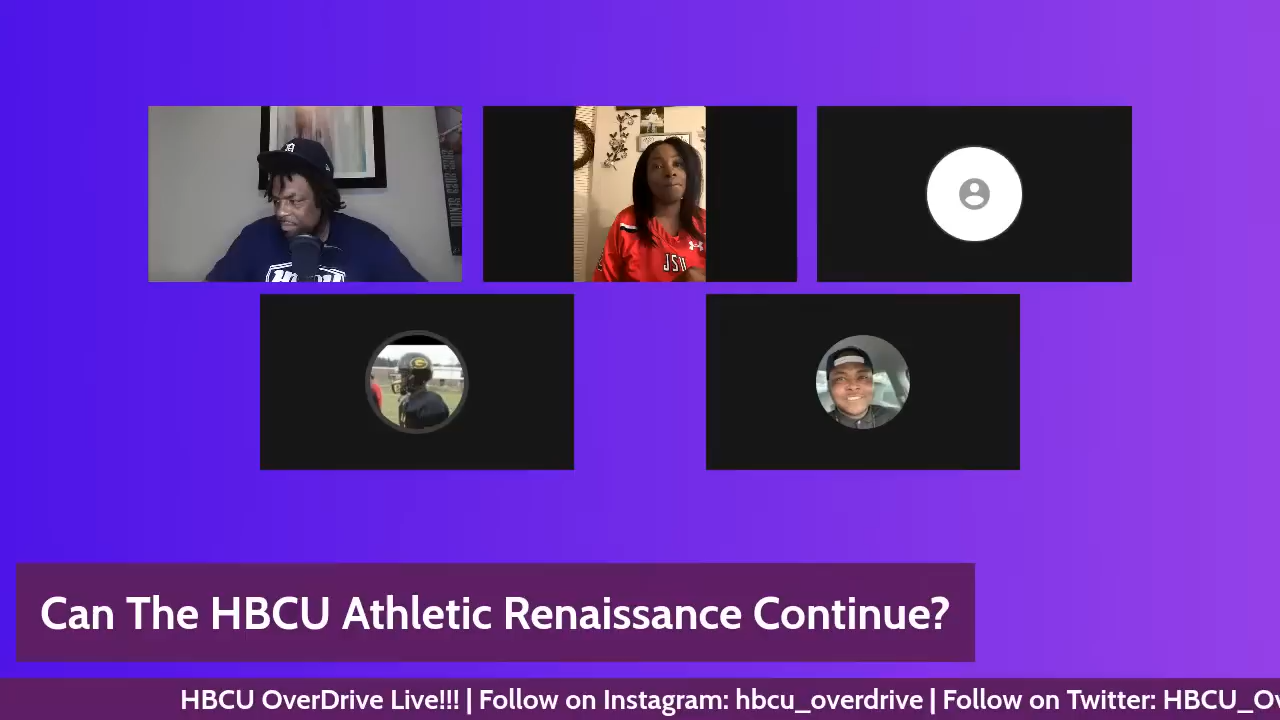 JSU
Can The HBCU Athletic Renaissance Continue?
HBCU OverDrive Live!!! | Follow on Instagram: hbcu_overdrive | Follow on Twitter: HBCU_Ov